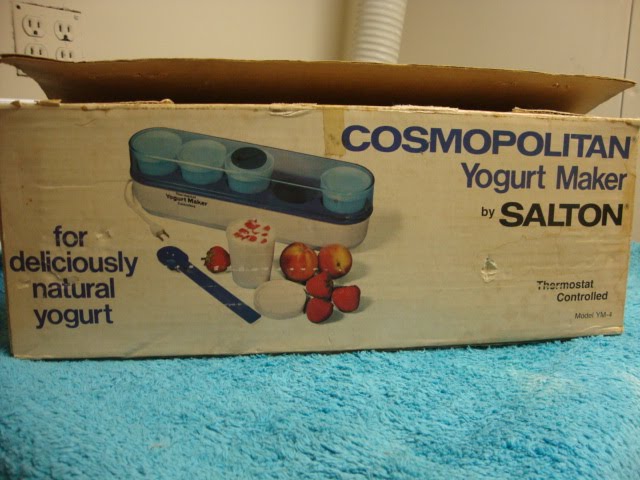 COSMOPOLITAN
Yogurt Maker
by SALTON
for
deliciously
natural
yogurt
Yogurt Maker
Thermostat
Controlled
Model YM-4